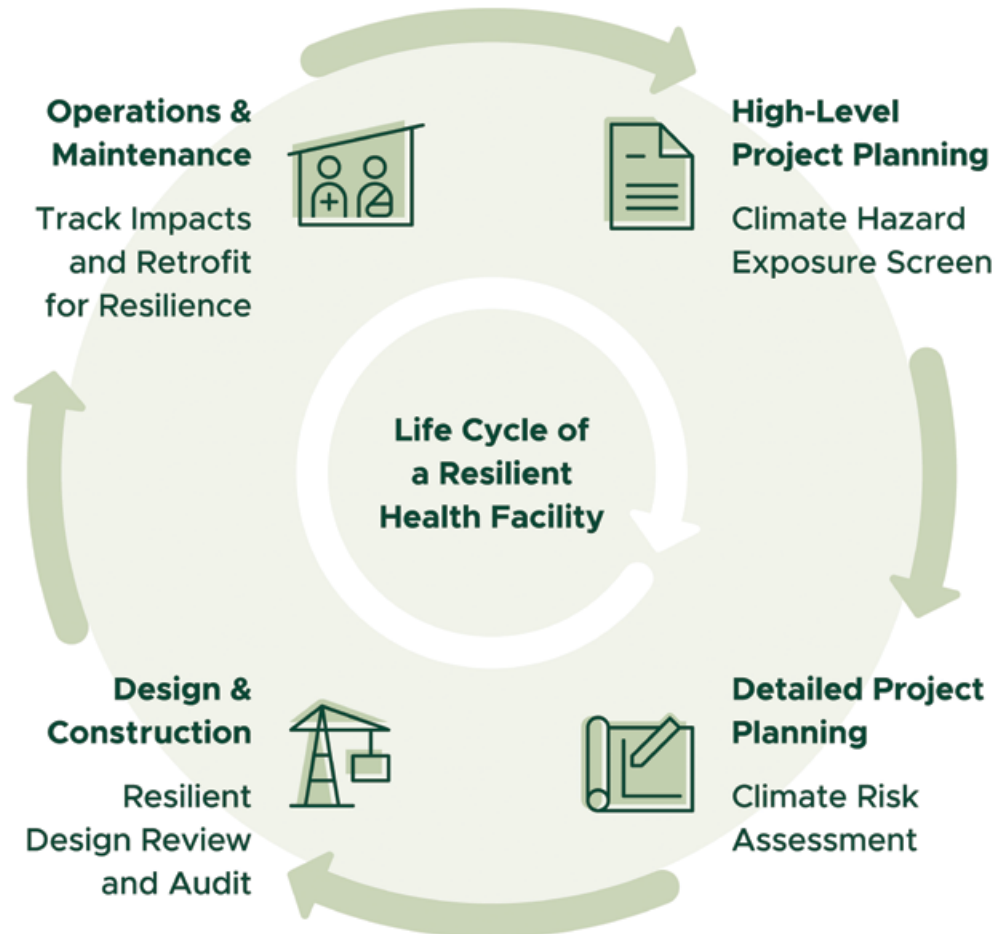 Operations &
Maintenance
Track Impacts
and Retrofit
for Resilience
High-Level
Project Planning
Climate Hazard
Exposure Screen
Life Cycle of
a Resilient
Health Facility
Design &
Construction
Resilient
Design Review
and Audit
Detailed Project
Planning
Climate Risk
Assessment